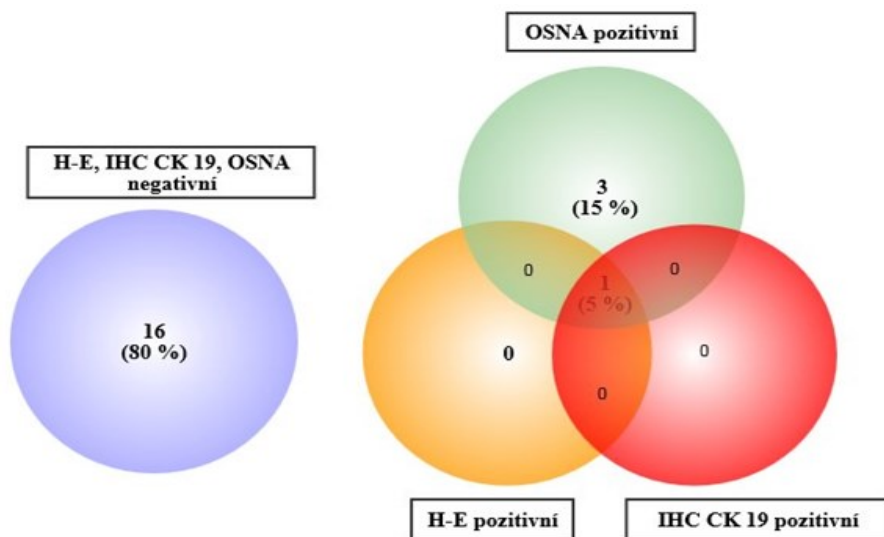 OSNA pozitivní
H-E, IHC CK 19, OSNA
negativní
3
(15 %)
0
0
1
(5 %)
16
(80 %)
0
0
0
H-E pozitivní
IHC CK 19 pozitivní